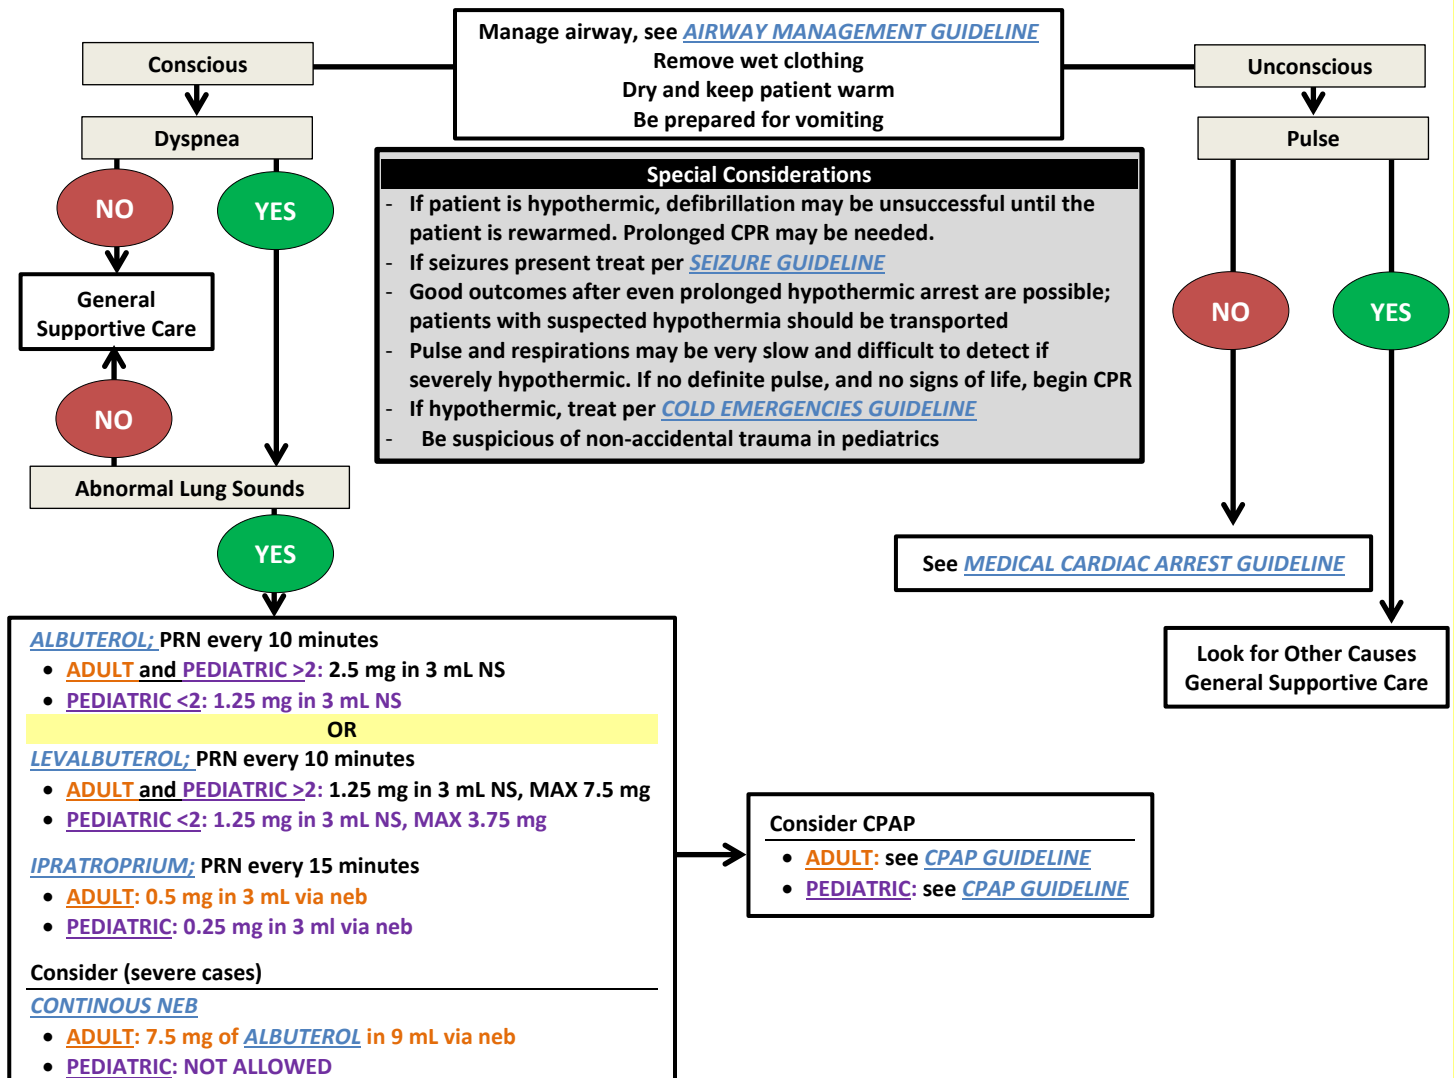 Manage airway, see AIRWAY MANAGEMENT GUIDELINE
Remove wet clothing
Dry and keep patient warm
Be prepared for vomiting
Conscious
Dyspnea
NO
YES
General
Supportive Care
NO
Abnormal Lung Sounds
YES
Special Considerations
- If patient is hypothermic, defibrillation may be unsuccessful until the
patient is rewarmed. Prolonged CPR may be needed.
- If seizures present treat per SEIZURE GUIDELINE
- Good outcomes after even prolonged hypothermic arrest are possible;
patients with suspected hypothermia should be transported
- Pulse and respirations may be very slow and difficult to detect if
severely hypothermic. If no definite pulse, and no signs of life, begin CPR
- If hypothermic, treat per COLD EMERGENCIES GUIDELINE
- Be suspicious of non-accidental trauma in pediatrics
Unconscious
Pulse
NO
YES
See MEDICAL CARDIAC ARREST GUIDELINE
Look for Other Causes
General Supportive Care
ALBUTEROL; PRN every 10 minutes
• ADULT and PEDIATRIC >2: 2.5 mg in 3 mL NS
• PEDIATRIC <2: 1.25 mg in 3 mL NS
OR
LEVALBUTEROL; PRN every 10 minutes
• ADULT and PEDIATRIC >2: 1.25 mg in 3 mL NS, MAX 7.5 mg
• PEDIATRIC <2: 1.25 mg in 3 mL NS, MAX 3.75 mg
IPRATROPRIUM; PRN every 15 minutes
• ADULT: 0.5 mg in 3 mL via neb
• PEDIATRIC: 0.25 mg in 3 ml via neb
Consider (severe cases)
CONTINOUS NEB
• ADULT: 7.5 mg of ALBUTEROL in 9 mL via neb
• PEDIATRIC: NOT ALLOWED
Consider CPAP
• ADULT: see CPAP GUIDELINE
• PEDIATRIC: see CPAP GUIDELINE